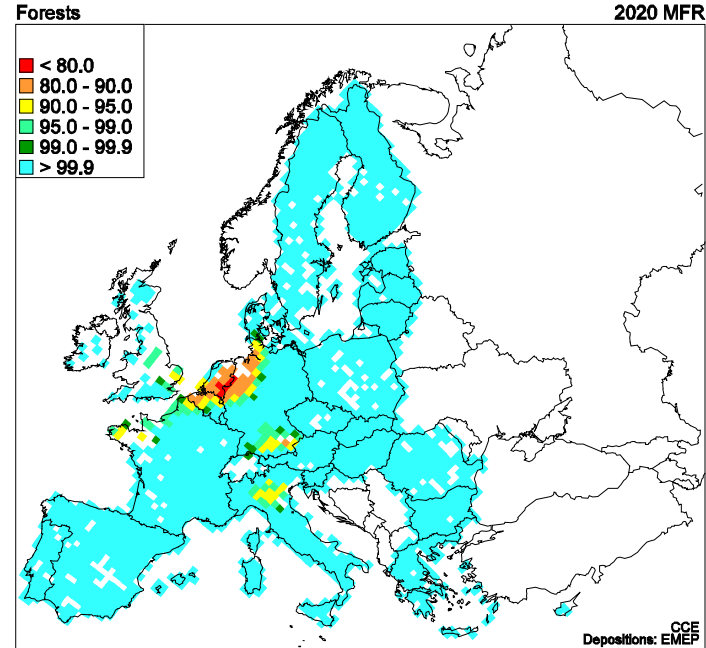 Forests 2020 MFR
< 80.0
80.0 - 90.0
90.0 - 95.0
95.0 - 99.0
99.0 - 99.9
> 99.9
CCE
Depositions: EMEP